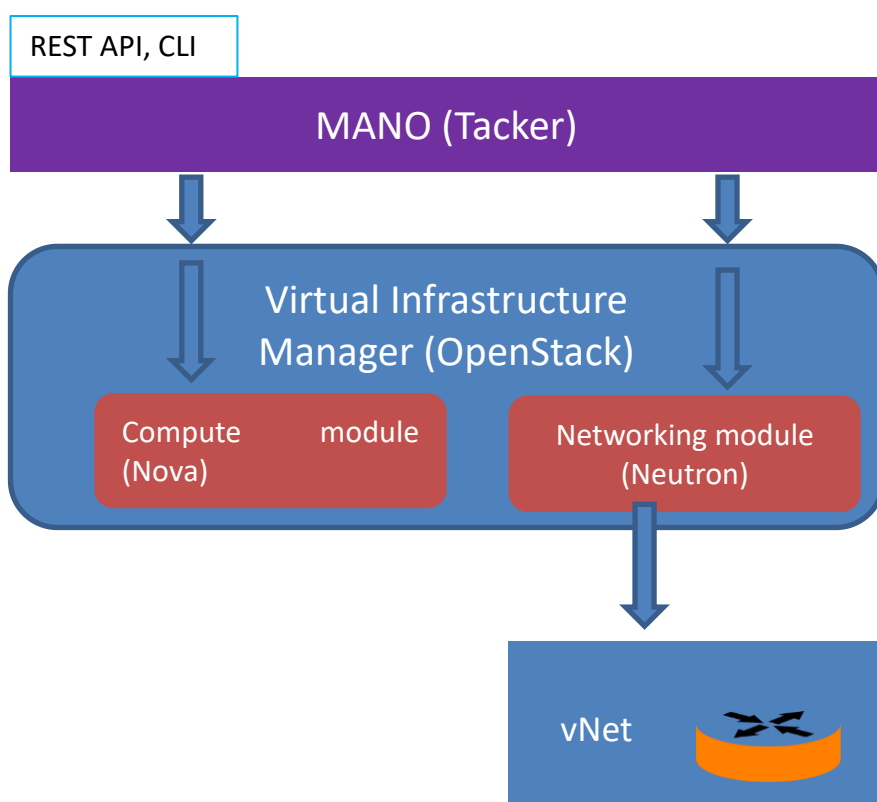 REST API, CLI
MANO (Tacker)
Virtual Infrastructure
Manager (OpenStack)
Compute module
(Nova)
Networking module
(Neutron)
vNet